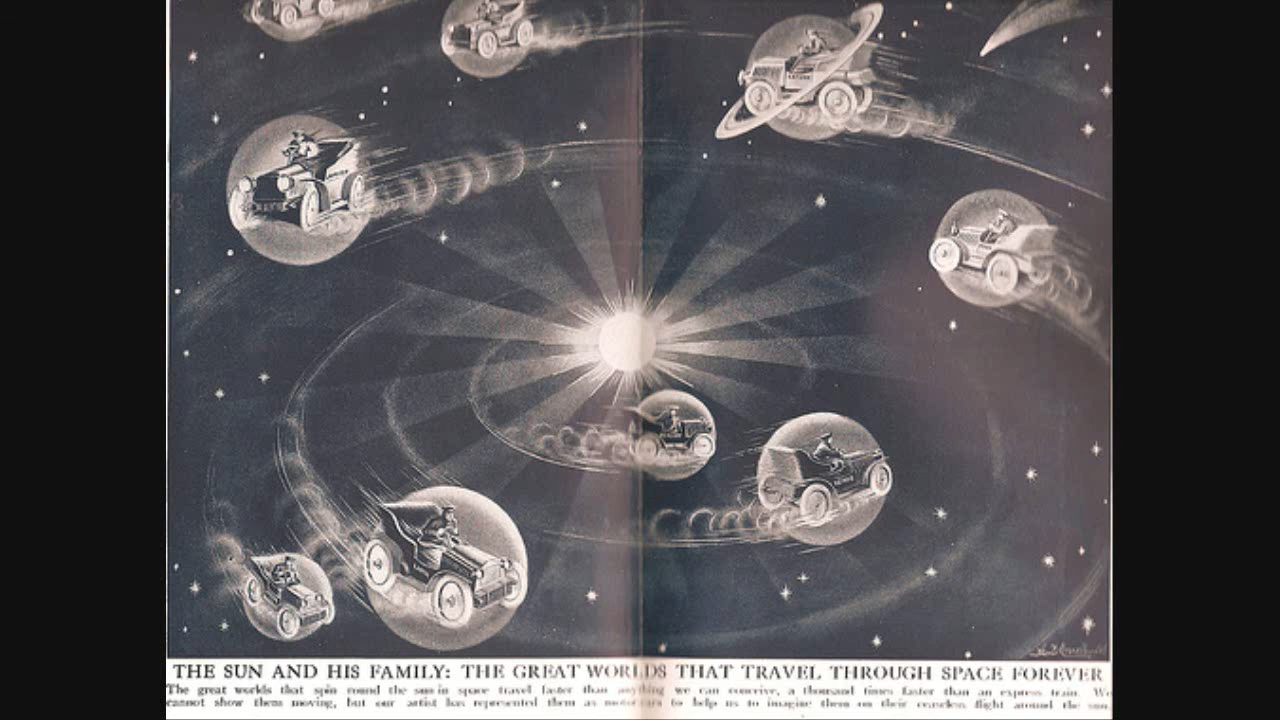 SATURN
THE SUN AND HIS FAMILY: THE GREAT WORLDS THAT TRAVEL THROUGH SPACE FOREVER
The great worlds that spin round the sun in space travel faster than anything we can conceive, a thousand times faster than an express train. We
cannot show them moving, but our artist has represented them as motor cars to help us to imagine them on their ceaseless flight around the sun.